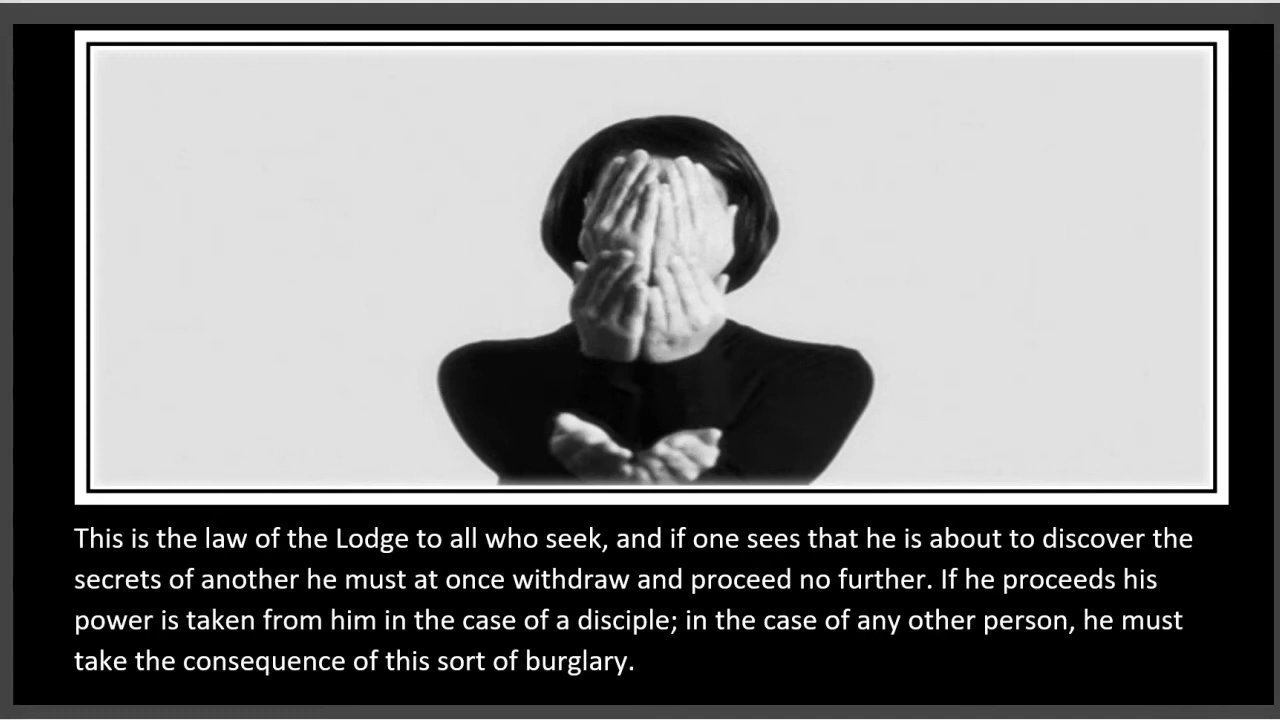 This is the law of the Lodge to all who seek, and if one sees that he is about to discover the
secrets of another he must at once withdraw and proceed no further. If he proceeds his
power is taken from him in the case of a disciple; in the case of any other person, he must
take the consequence of this sort of burglary.